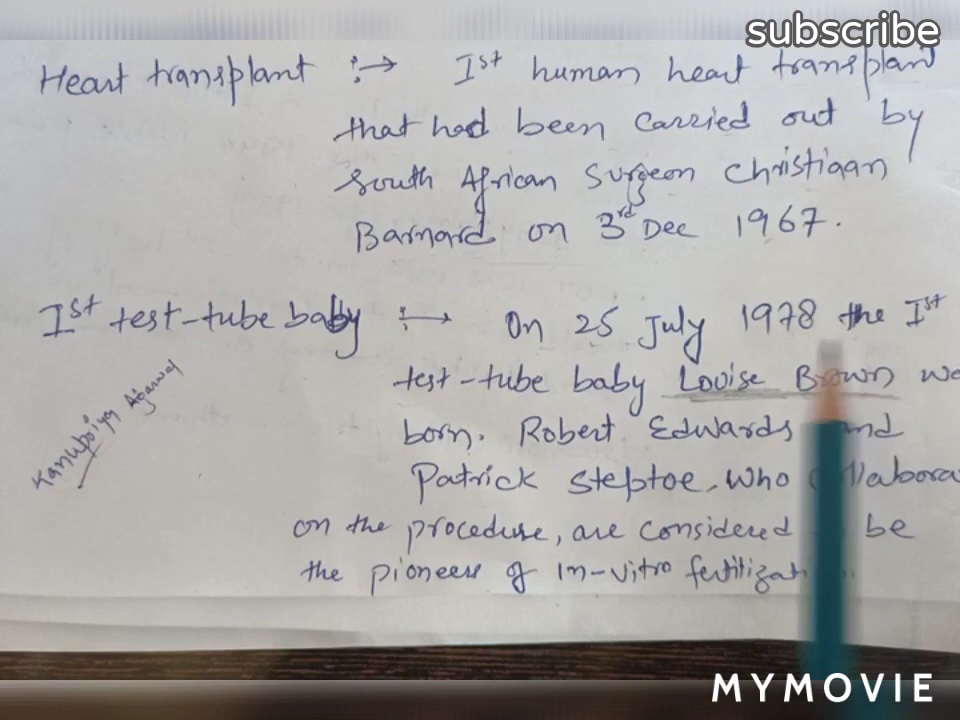 subscribe
Heart transplant :→ Ist human heart transplant
that had been carried out by
South African Surgeon Christiaan
Barnard on 3rd Dec 1967.
Ist test-tube baby :→ On 25 July 1978 the Ist
test-tube baby Louise Brown
born. Robert Edwards
Patrick Steptoe, who
on the procedure, are considered be
the pioneers of In-vitro
Kanupriya Agarwal
MYMOVIE